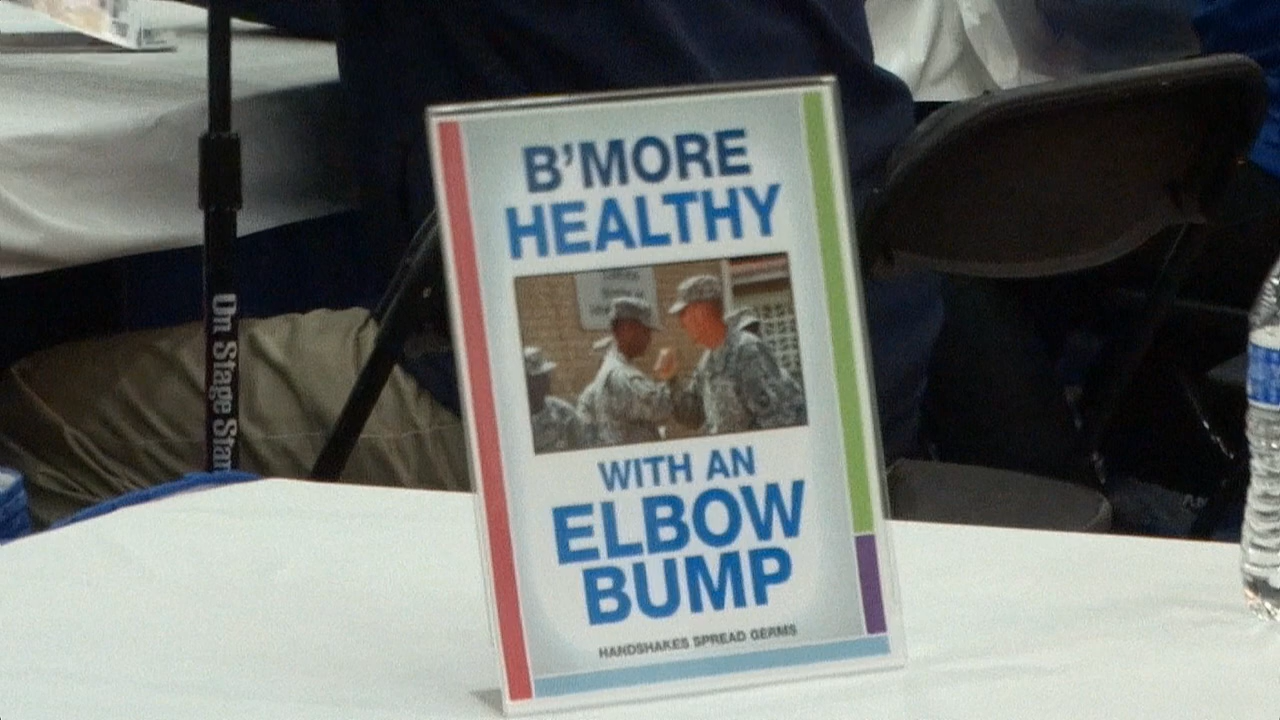 B'MORE
HEALTHY
WITH AN
ELBOW
BUMP
HANDSHAKES SPREAD GERMS
On Stage Stan